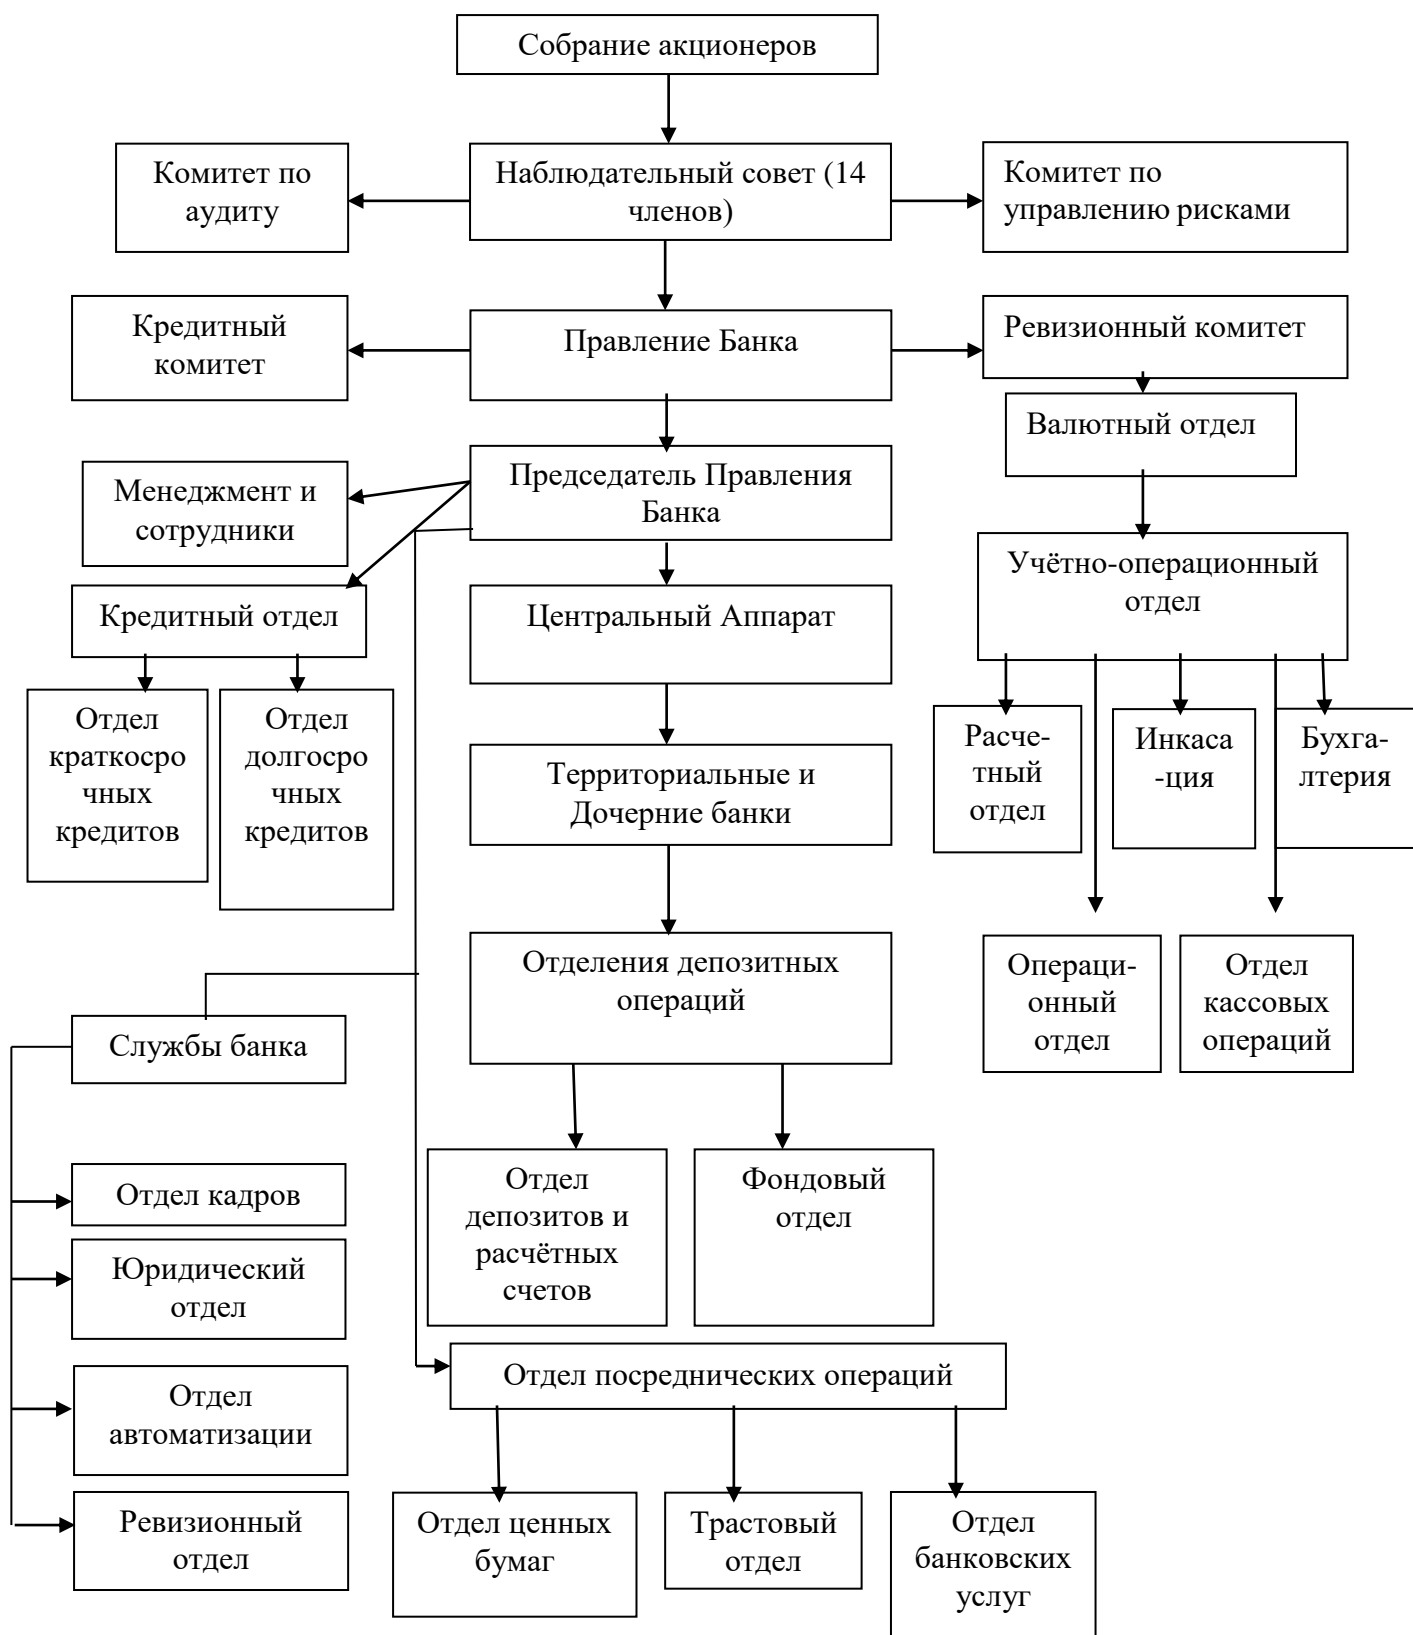 Собрание акционеров
Комитет по
аудиту
Наблюдательный совет (14
членов)
Комитет по
управлению рисками
Кредитный
комитет
Правление Банка
Ревизионный комитет
Валютный отдел
Менеджмент и
сотрудники
Председатель Правления
Банка
Учётно-операционный
отдел
Кредитный отдел
Центральный Аппарат
Отдел
краткосро
чных
кредитов
Отдел
долгосро
чных
кредитов
Территориальные и
Дочерние банки
Расче-
тный
отдел
Инкаса
-ция
Бухга-
лтерия
Отделения депозитных
операций
Операци-
онный
отдел
Отдел
кассовых
операций
Службы банка
Отдел кадров
Юридический
отдел
Отдел
автоматизации
Ревизионный
отдел
Отдел
депозитов и
расчётных
счетов
Фондовый
отдел
Отдел посреднических операций
Отдел ценных
бумаг
Трастовый
отдел
Отдел
банковских
услуг